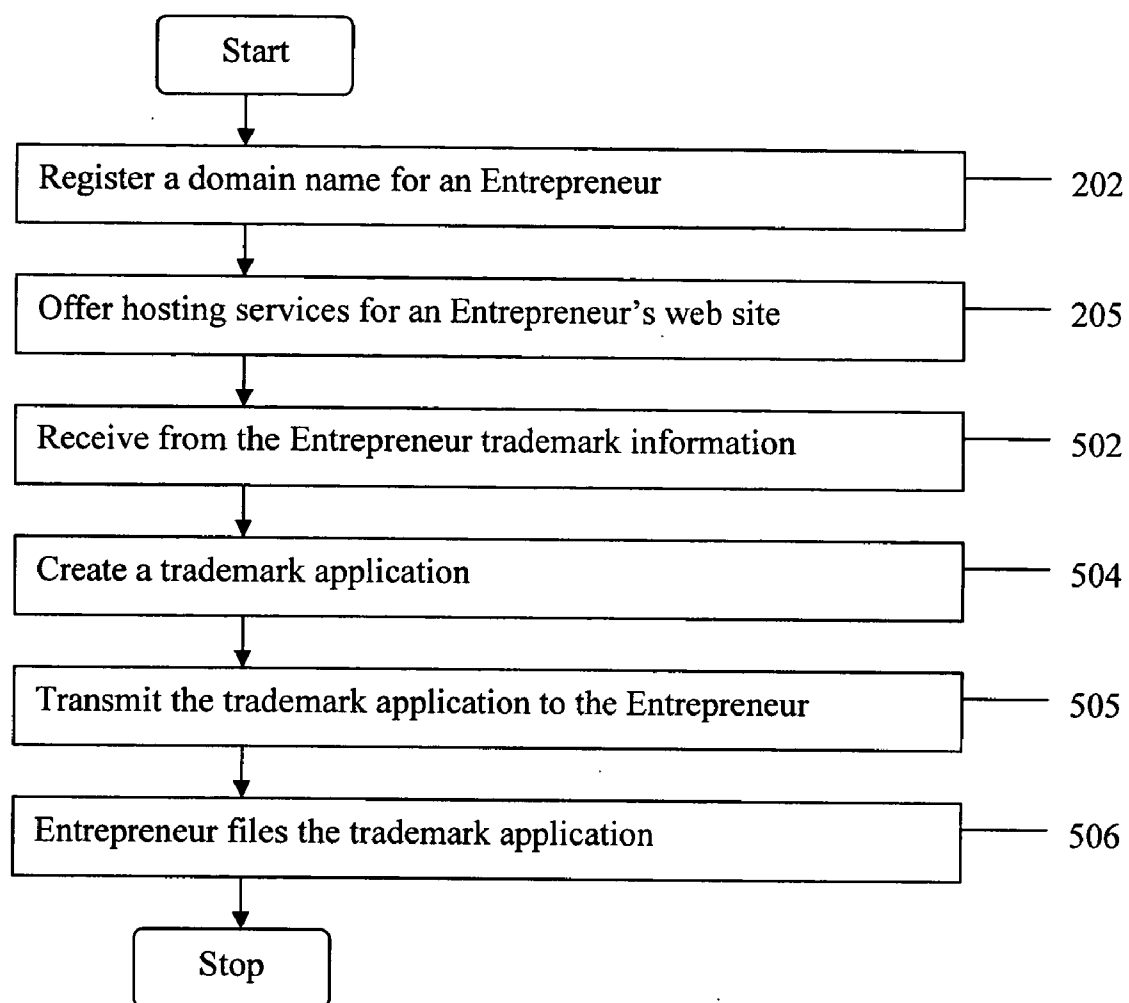 Start
Register a domain name for an Entrepreneur 202
Offer hosting services for an Entrepreneur’s web site 205
Receive from the Entrepreneur trademark information 502
Create a trademark application 504
Transmit the trademark application to the Entrepreneur 505
Entrepreneur files the trademark application 506
Stop